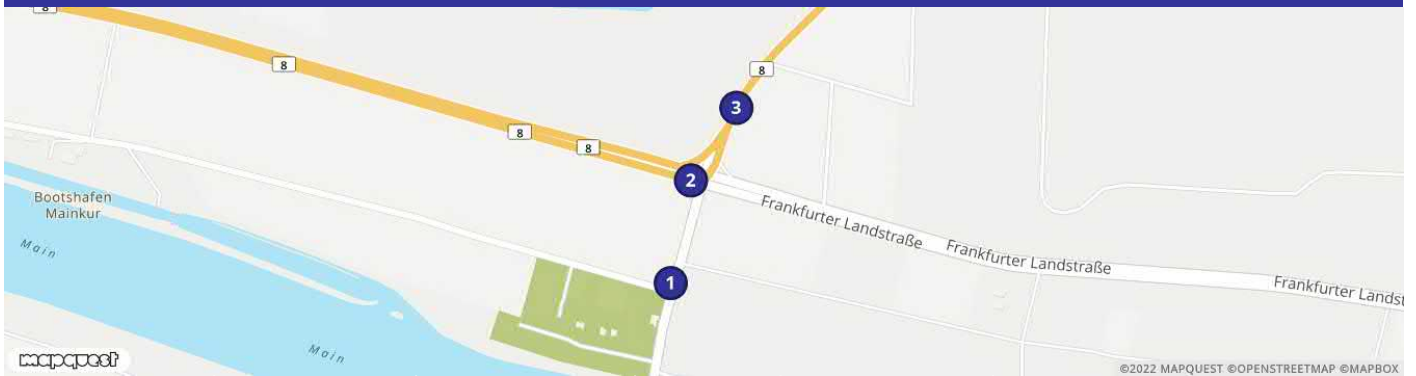 8
8
8
3
8
8
2
Bootshafen
Mainkur
Frankfurter Landstraße
Main
Frankfurter Landstraße
1
Frankfurter Landst
Main
mapquest
©2022 MAPQUEST ©OPENSTREETMAP ©MAPBOX